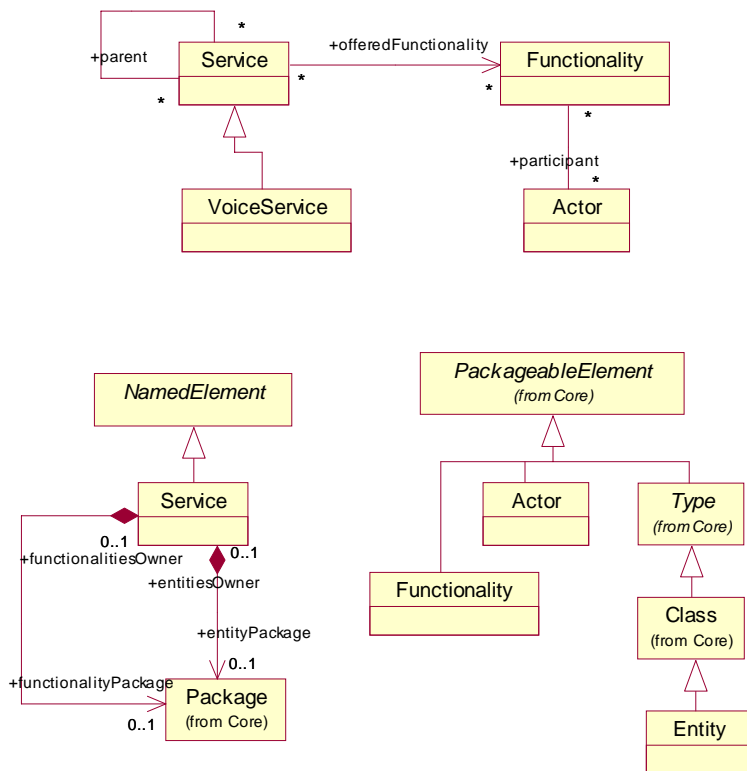 *
+parent
Service
*
*
+offeredFunctionality
Functionality
*
*
VoiceService
+participant
*
Actor
NamedElement
PackageableElement
(from Core)
Service
0..1
+functionalitiesOwner
0..1
+entitiesOwner
Actor
Type
(from Core)
Functionality
Class
(from Core)
+entityPackage
0..1
+functionalityPackage
0..1
Package
(from Core)
Entity